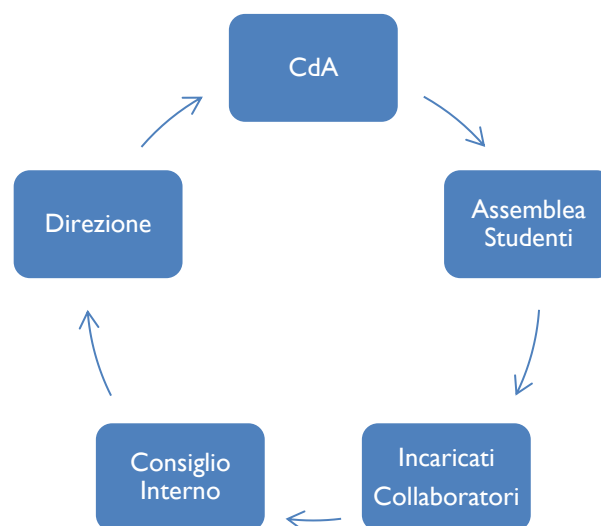 CdA
Assemblea
Studenti
Incaricati
Collaboratori
Consiglio
Interno
Direzione